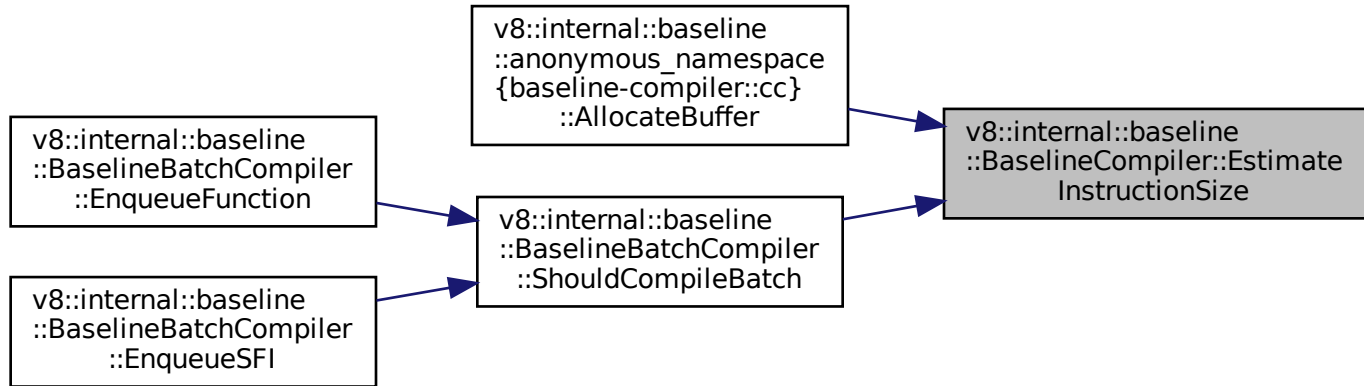 v8::internal::baseline
::anonymous_namespace
{baseline-compiler::cc}
::AllocateBuffer
v8::internal::baseline
::BaselineCompiler::Estimate
InstructionSize
v8::internal::baseline
::BaselineBatchCompiler
::EnqueueFunction
v8::internal::baseline
::BaselineBatchCompiler
::ShouldCompileBatch
v8::internal::baseline
::BaselineBatchCompiler
::EnqueueSFI